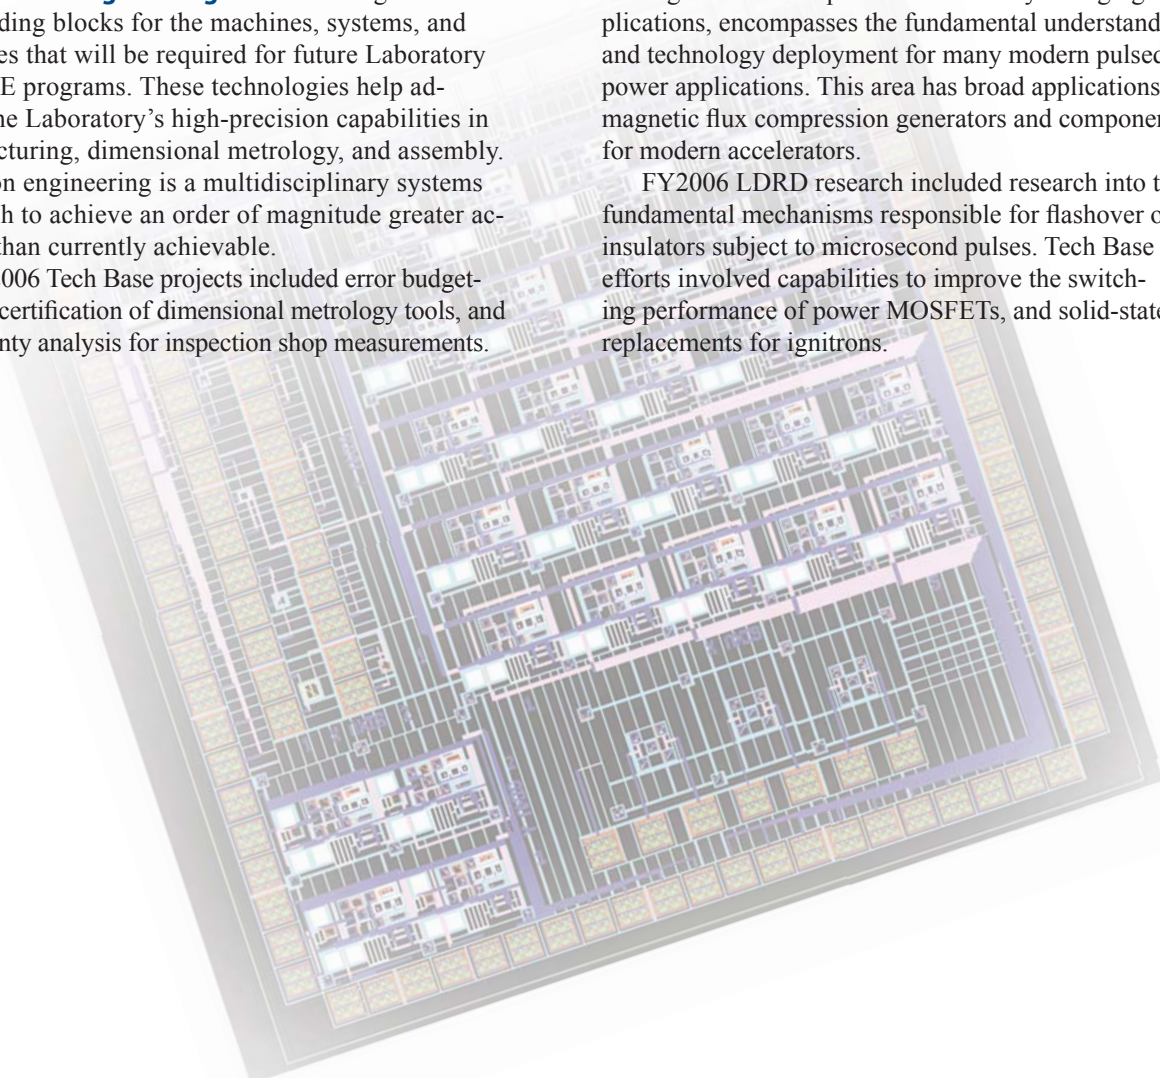 ding blocks for the machines, systems, and
es that will be required for future Laboratory
E programs. These technologies help ad-
he Laboratory's high-precision capabilities in
cturing, dimensional metrology, and assembly.
on engineering is a multidisciplinary systems
h to achieve an order of magnitude greater ac-
than currently achievable.
006 Tech Base projects included error budget-
certification of dimensional metrology tools, and
nty analysis for inspection shop measurements.
plications, encompasses the fundamental understand
and technology deployment for many modern pulsed
power applications. This area has broad applications
magnetic flux compression generators and componen
for modern accelerators.
FY2006 LDRD research included research into t
fundamental mechanisms responsible for flashover o
insulators subject to microsecond pulses. Tech Base
efforts involved capabilities to improve the switch-
ing performance of power MOSFETs, and solid-state
replacements for ignitrons.